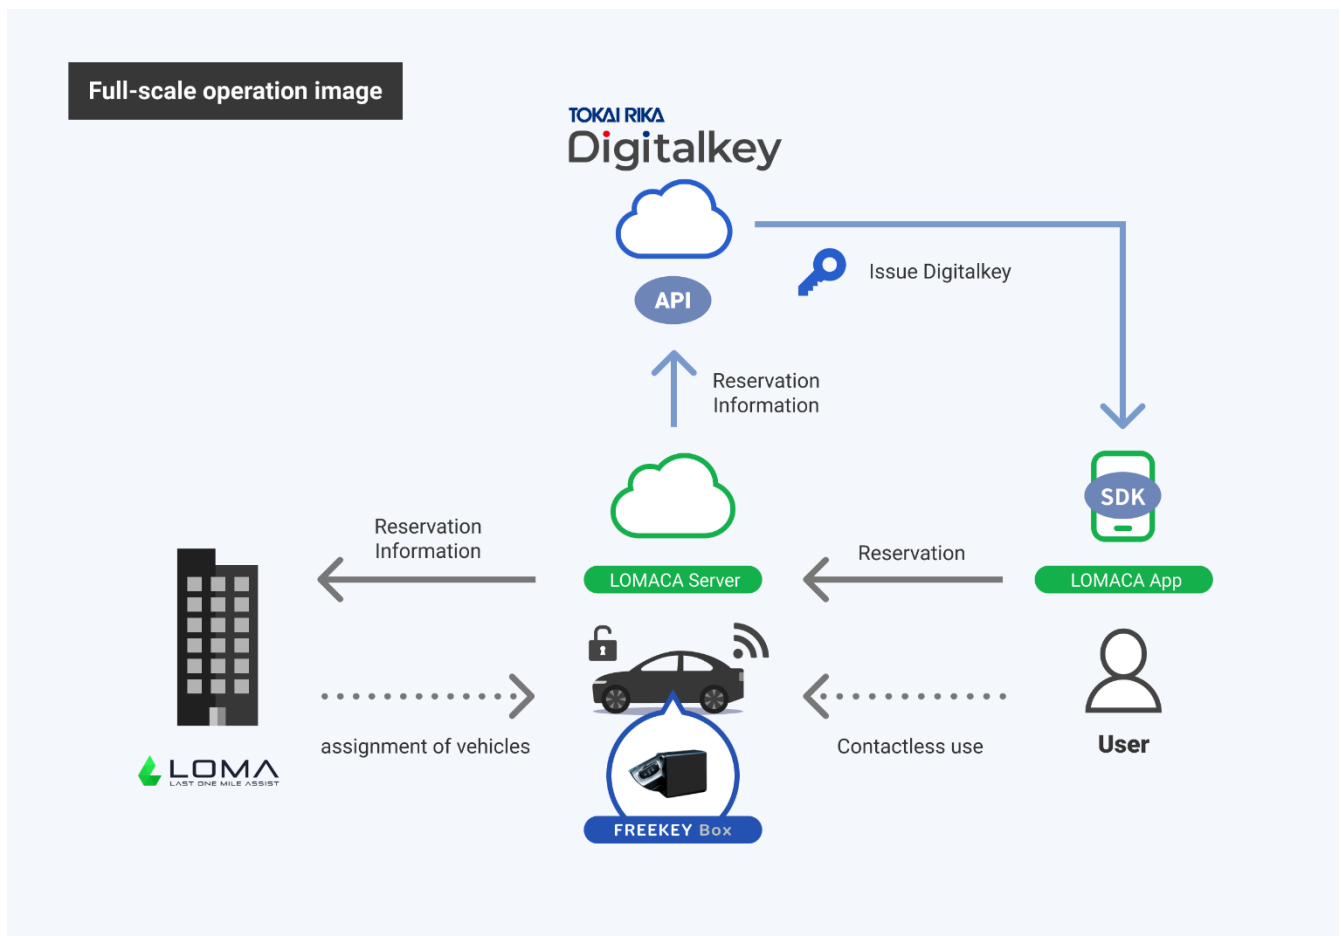 Full-scale operation image
TOKAI RIKA
Digitalkey
API
Issue Digitalkey
Reservation
Information
SDK
Reservation
Information
Reservation
LOMACA Server
LOMACA App
assignment of vehicles
Contactless use
User
LOMA
LAST ONE MILE ASSIST
FREEKEY Box